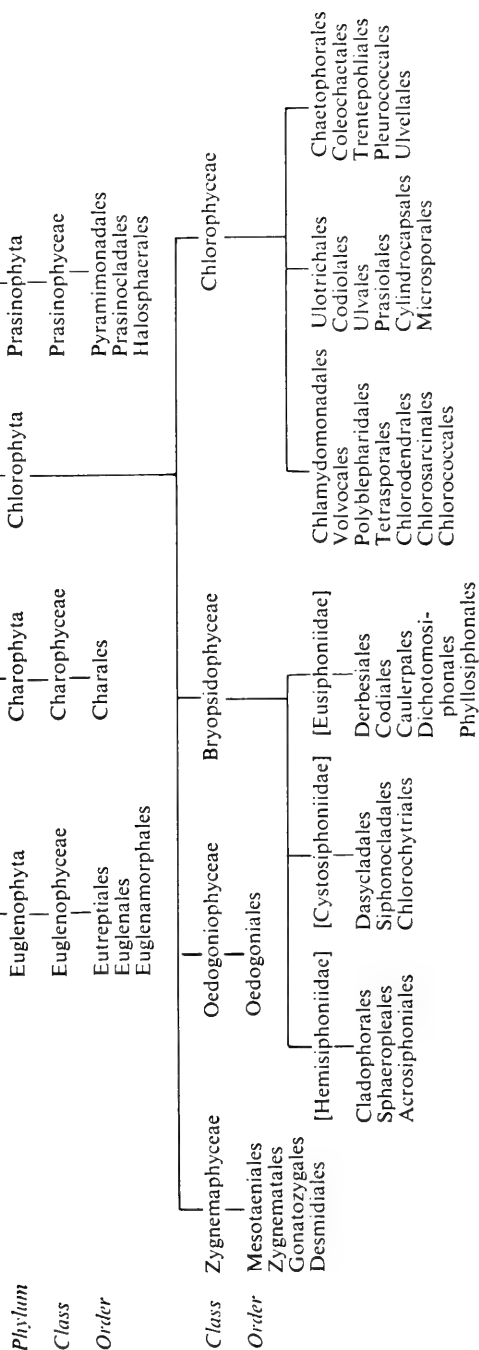 Phylum Euglenophyta Charophyta Chlorophyta Prasinophyta
Class Euglenophyceae Charophyceae Prasinophyceae
Order
Eutreptiales
Euglenales
Euglenamorphales
Charales
Pyramimonadales
Prasinocladales
Halosphaerales
Class Zygnemaphyceae Oedogoniophyceae Bryopsidophyceae Chlorophyceae
Order
Mesotaeniales
Zygnematales
Gonatozygales
Desmidiales
Oedogoniales
[Hemisiphoniidae]
Cladophorales
Sphaeropleales
Acrosiphoniales
[Cystosiphoniidae]
Dasycladales
Siphonocladales
Chlorochytriales
[Eusiphoniidae]
Derbesiales
Codiales
Caulerpales
Dichotomosi-
phonales
Phyllosiphonales
Chlamydomonadales
Volvocales
Polyblepharidales
Tetrasporales
Chlorodendrales
Chlorosarcinales
Chlorococcales
Ulotrichales
Codiolales
Ulvales
Prasiolales
Cylindrocapsales
Microsporales
Chaetophorales
Coleochaetales
Trentepohliales
Pleurococcales
Ulvellales